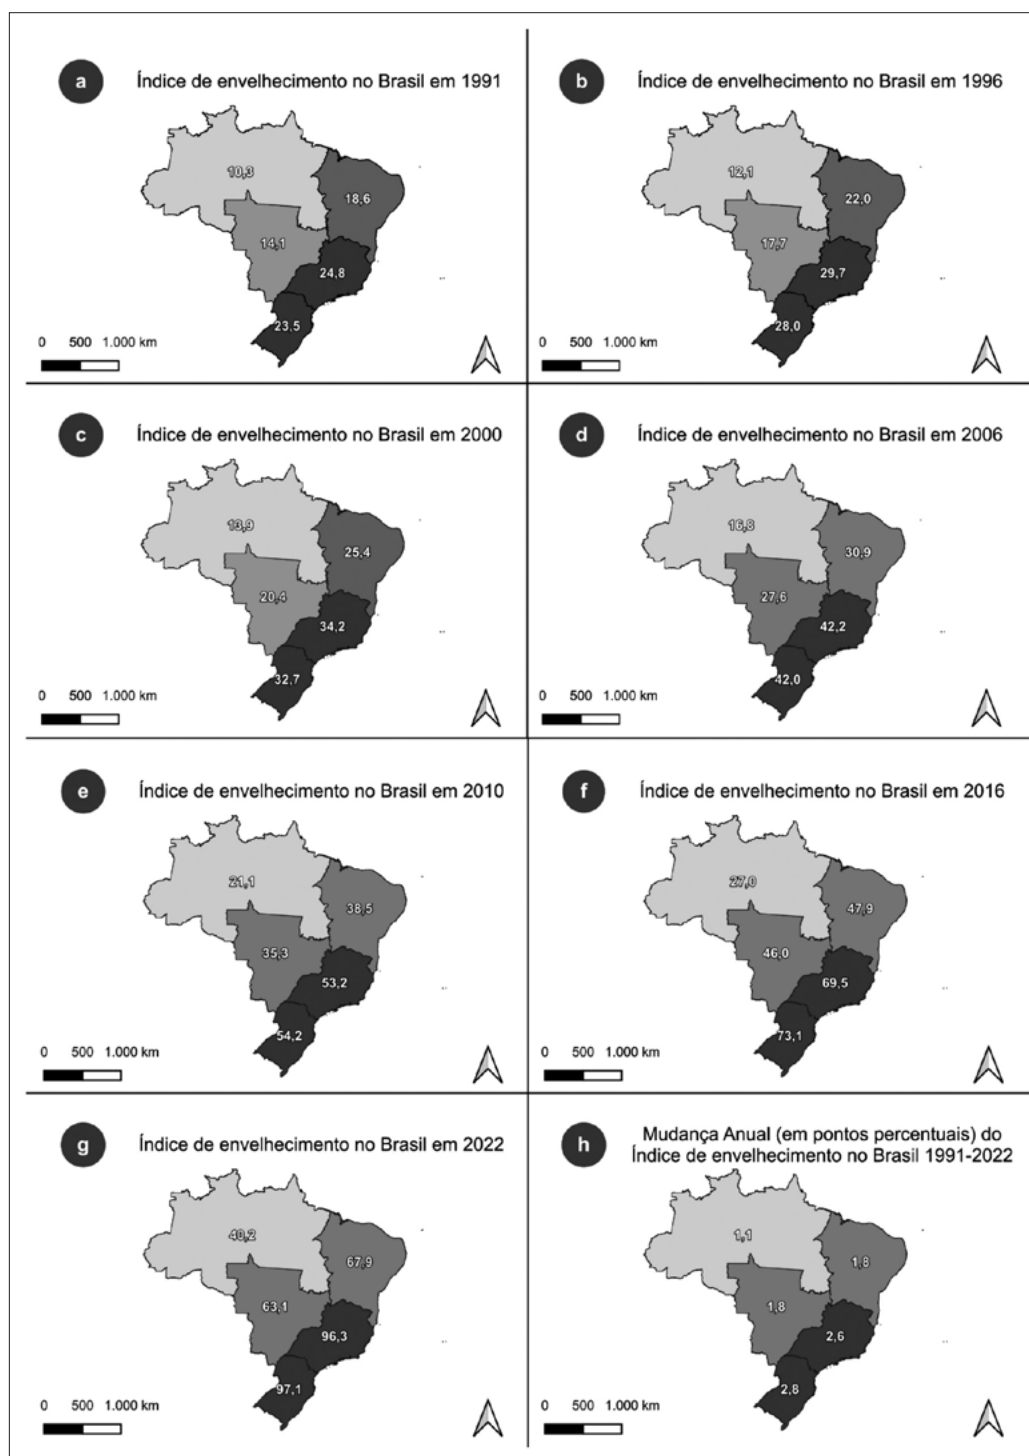 a Índice de envelhecimento no Brasil em 1991
10,3
18,6
14,1
24,8
23,5
0 500 1.000 km
b Índice de envelhecimento no Brasil em 1996
12,1
22,0
17,7
29,7
28,0
0 500 1.000 km
c Índice de envelhecimento no Brasil em 2000
13,9
25,4
20,4
34,2
32,7
0 500 1.000 km
d Índice de envelhecimento no Brasil em 2006
16,8
30,9
27,6
42,2
42,0
0 500 1.000 km
e Índice de envelhecimento no Brasil em 2010
21,1
38,5
35,3
53,2
54,2
0 500 1.000 km
f Índice de envelhecimento no Brasil em 2016
27,0
47,9
46,0
69,5
73,1
0 500 1.000 km
g Índice de envelhecimento no Brasil em 2022
40,2
67,9
63,1
96,3
97,1
0 500 1.000 km
h Mudança Anual (em pontos percentuais) do
Índice de envelhecimento no Brasil 1991-2022
1,1
1,8
1,8
2,6
2,8
0 500 1.000 km